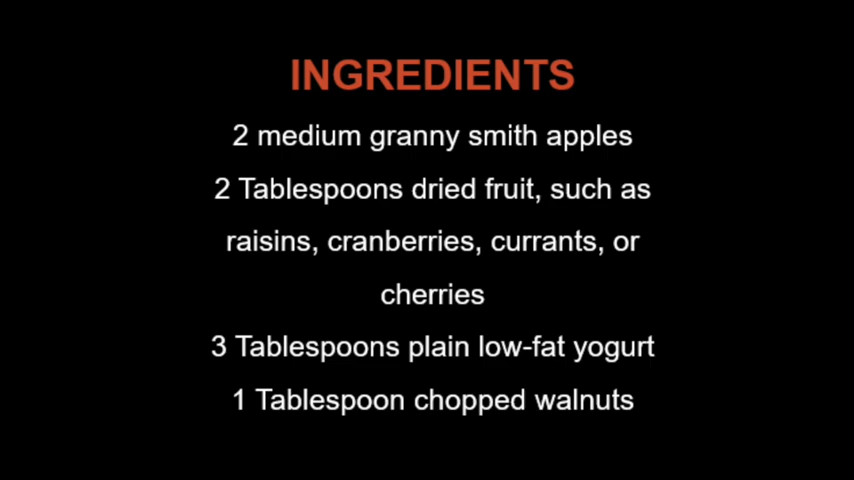 INGREDIENTS
2 medium granny smith apples
2 Tablespoons dried fruit, such as
raisins, cranberries, currants, or
cherries
3 Tablespoons plain low-fat yogurt
1 Tablespoon chopped walnuts